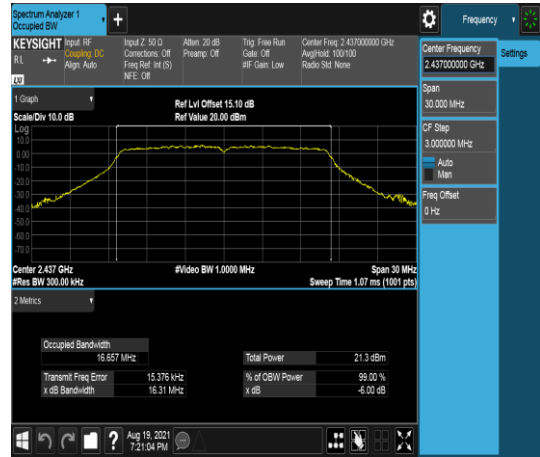 Spectrum Analyzer 1
Occupied BW
+
Frequency
KEYSIGHT
Input: RF
Coupling: DC
Align: Auto
RL
LXI
Input Z: 50 Ω
Corrections: Off
Freq Ref: Int (S)
NFE: Off
Atten: 20 dB
Preamp: Off
Trig: Free Run
Gate: Off
#IF Gain: Low
Center Freq: 2.437000000 GHz
Avg|Hold: 100/100
Radio Std: None
1 Graph
Scale/Div 10.0 dB
Ref Lvl Offset 15.10 dB
Ref Value 20.00 dBm
Log
10.0
0.00
-10.0
-20.0
-30.0
-40.0
-50.0
-60.0
-70.0
Center 2.437 GHz
#Video BW 1.0000 MHz
Span 30 MHz
#Res BW 300.00 kHz
Sweep Time 1.07 ms (1001 pts)
2 Metrics
Occupied Bandwidth
16.657 MHz
Total Power 21.3 dBm
Transmit Freq Error 15.376 kHz
% of OBW Power 99.00 %
x dB Bandwidth 16.31 MHz
x dB -6.00 dB
Center Frequency
2.437000000 GHz
Settings
Span
30.000 MHz
CF Step
3.000000 MHz
Auto
Man
Freq Offset
0 Hz
?
Aug 19, 2021
7:21:04 PM